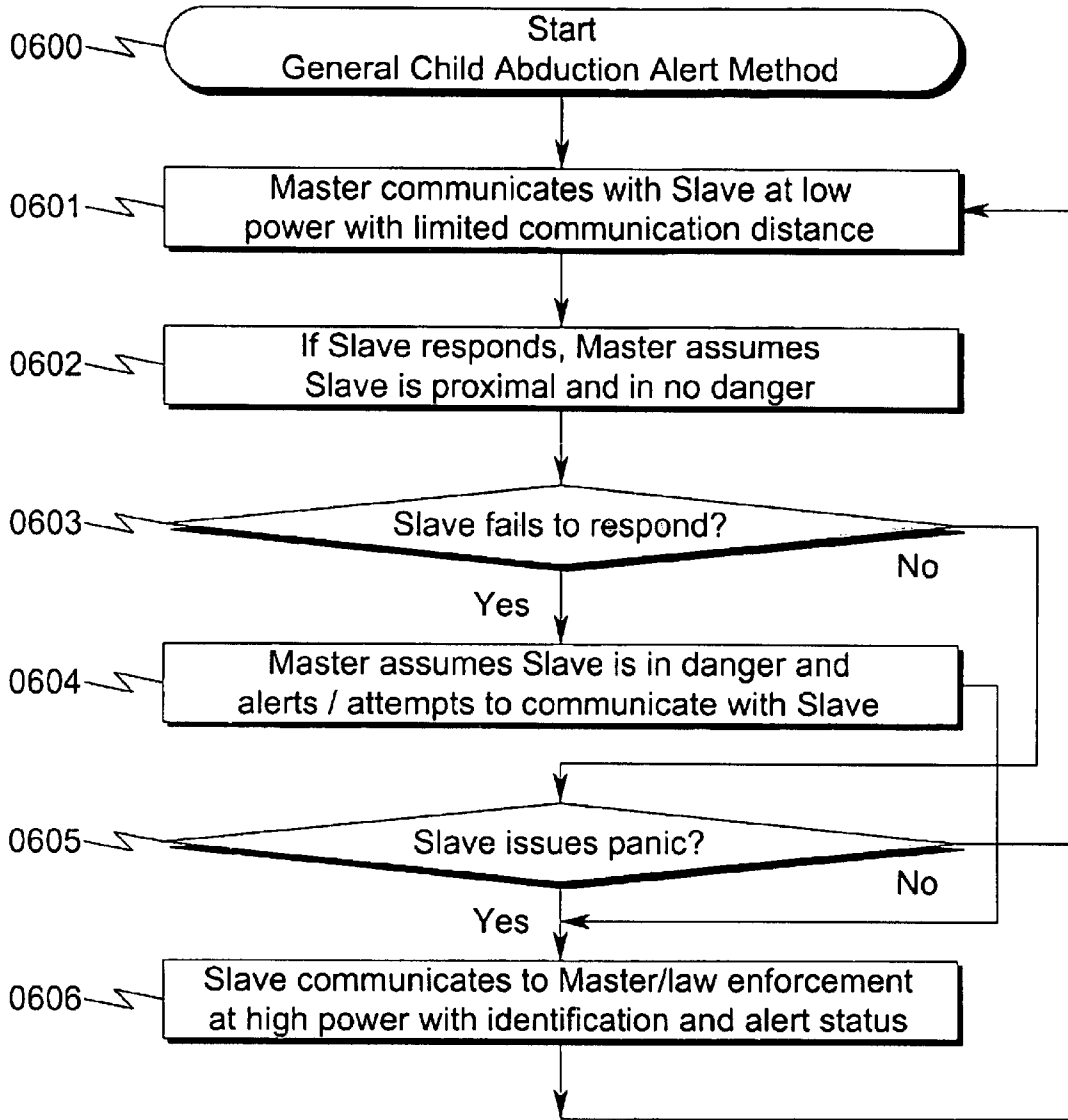 0600
Start
General Child Abduction Alert Method
0601
Master communicates with Slave at low
power with limited communication distance
0602
If Slave responds, Master assumes
Slave is proximal and in no danger
0603
Slave fails to respond?
No
Yes
0604
Master assumes Slave is in danger and
alerts / attempts to communicate with Slave
0605
Slave issues panic?
No
Yes
0606
Slave communicates to Master/law enforcement
at high power with identification and alert status